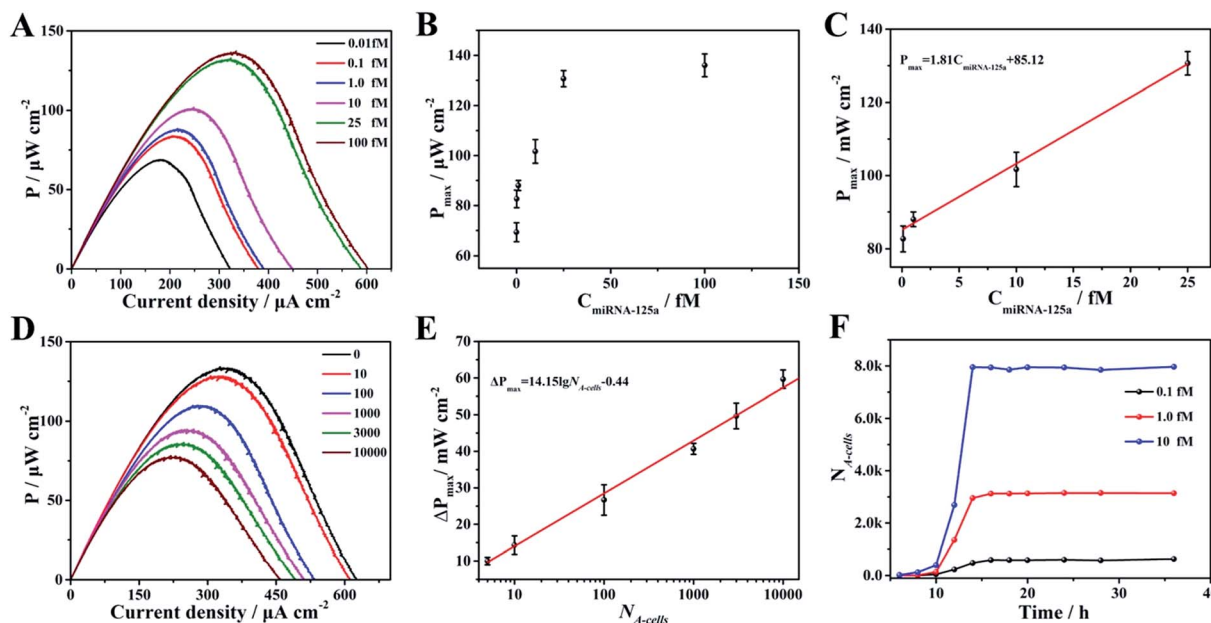 A
150
100
50
0
P / µW cm⁻²
0 100 200 300 400 500 600
Current density / µA cm⁻²
0.01fM
0.1 fM
1.0 fM
10 fM
25 fM
100 fM
B
140
120
100
80
60
P_max / µW cm⁻²
0 50 100 150
C_miRNA-125a / fM
C
140
120
100
80
P_max / mW cm⁻²
0 5 10 15 20 25
C_miRNA-125a / fM
P_max=1.81C_miRNA-125a+85.12
D
150
100
50
0
P / µW cm⁻²
0 150 300 450 600
Current density / µA cm⁻²
0
10
100
1000
3000
10000
E
70
60
50
40
30
20
10
ΔP_max/ mW cm⁻²
10 100 1000 10000
N_A-cells
ΔP_max=14.15lgN_A-cells-0.44
F
8.0k
6.0k
4.0k
2.0k
0.0
N_A-cells
0 10 20 30 40
Time / h
0.1 fM
1.0 fM
10 fM